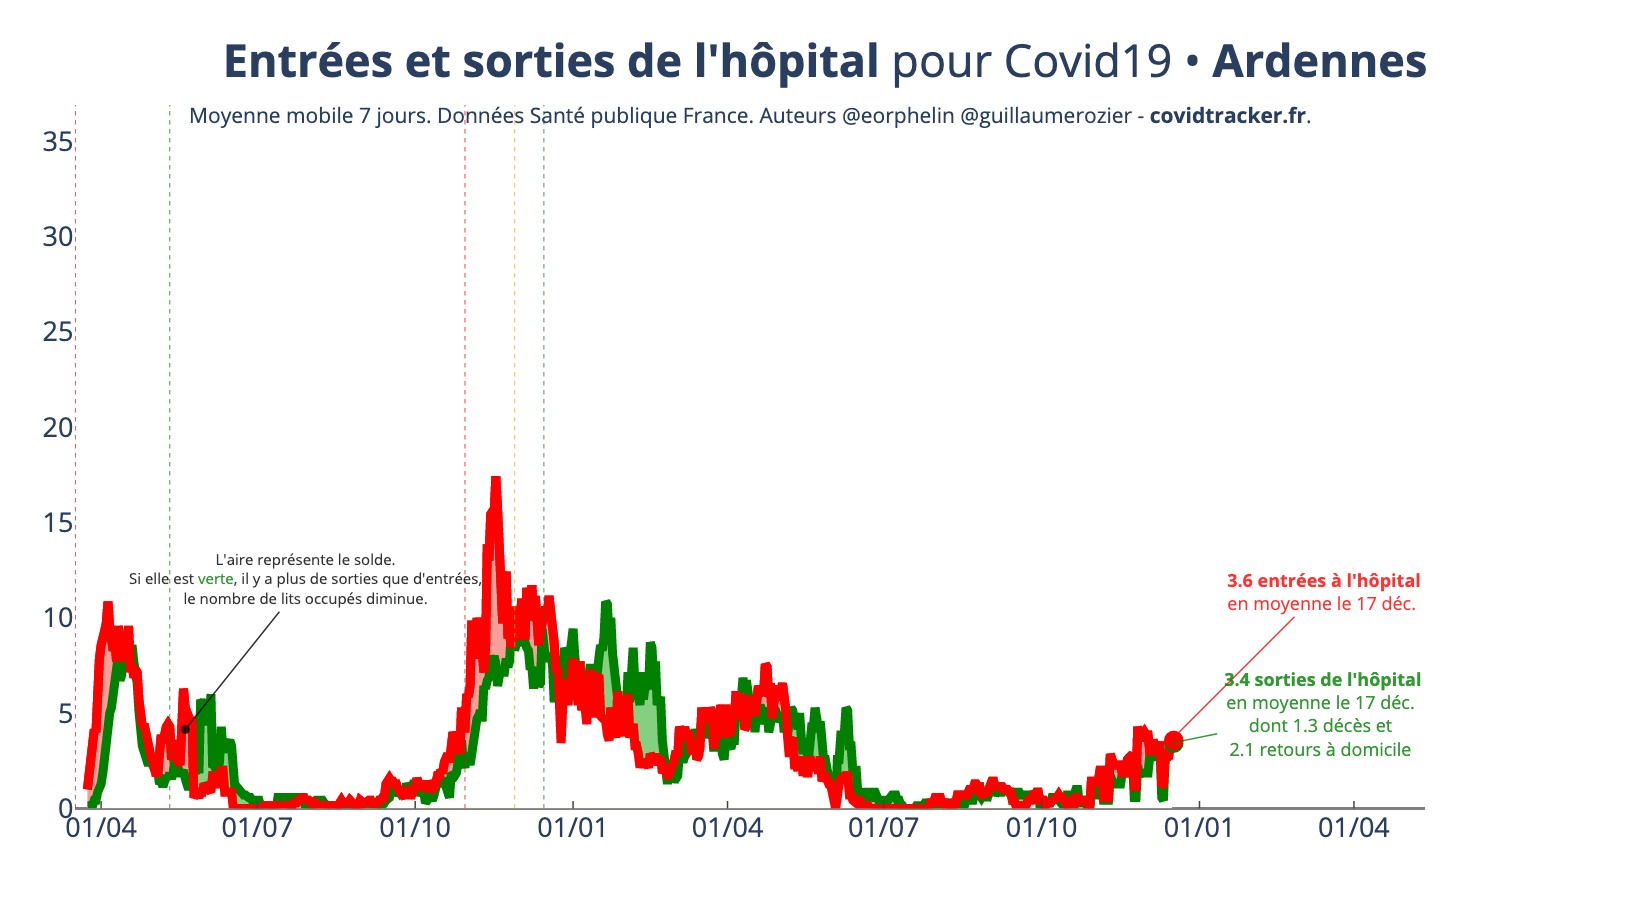 Entrées et sorties de l'hôpital pour Covid19 • Ardennes
Moyenne mobile 7 jours. Données Santé publique France. Auteurs @eorphelin @guillaumerozier - covidtracker.fr.
35
30
25
20
15
10
5
0
L'aire représente le solde.
Si elle est verte, il y a plus de sorties que d'entrées,
le nombre de lits occupés diminue.
3.6 entrées à l'hôpital
en moyenne le 17 déc.
3.4 sorties de l'hôpital
en moyenne le 17 déc.
dont 1.3 décès et
2.1 retours à domicile
01/04 01/07 01/10 01/01 01/04 01/07 01/10 01/01 01/04